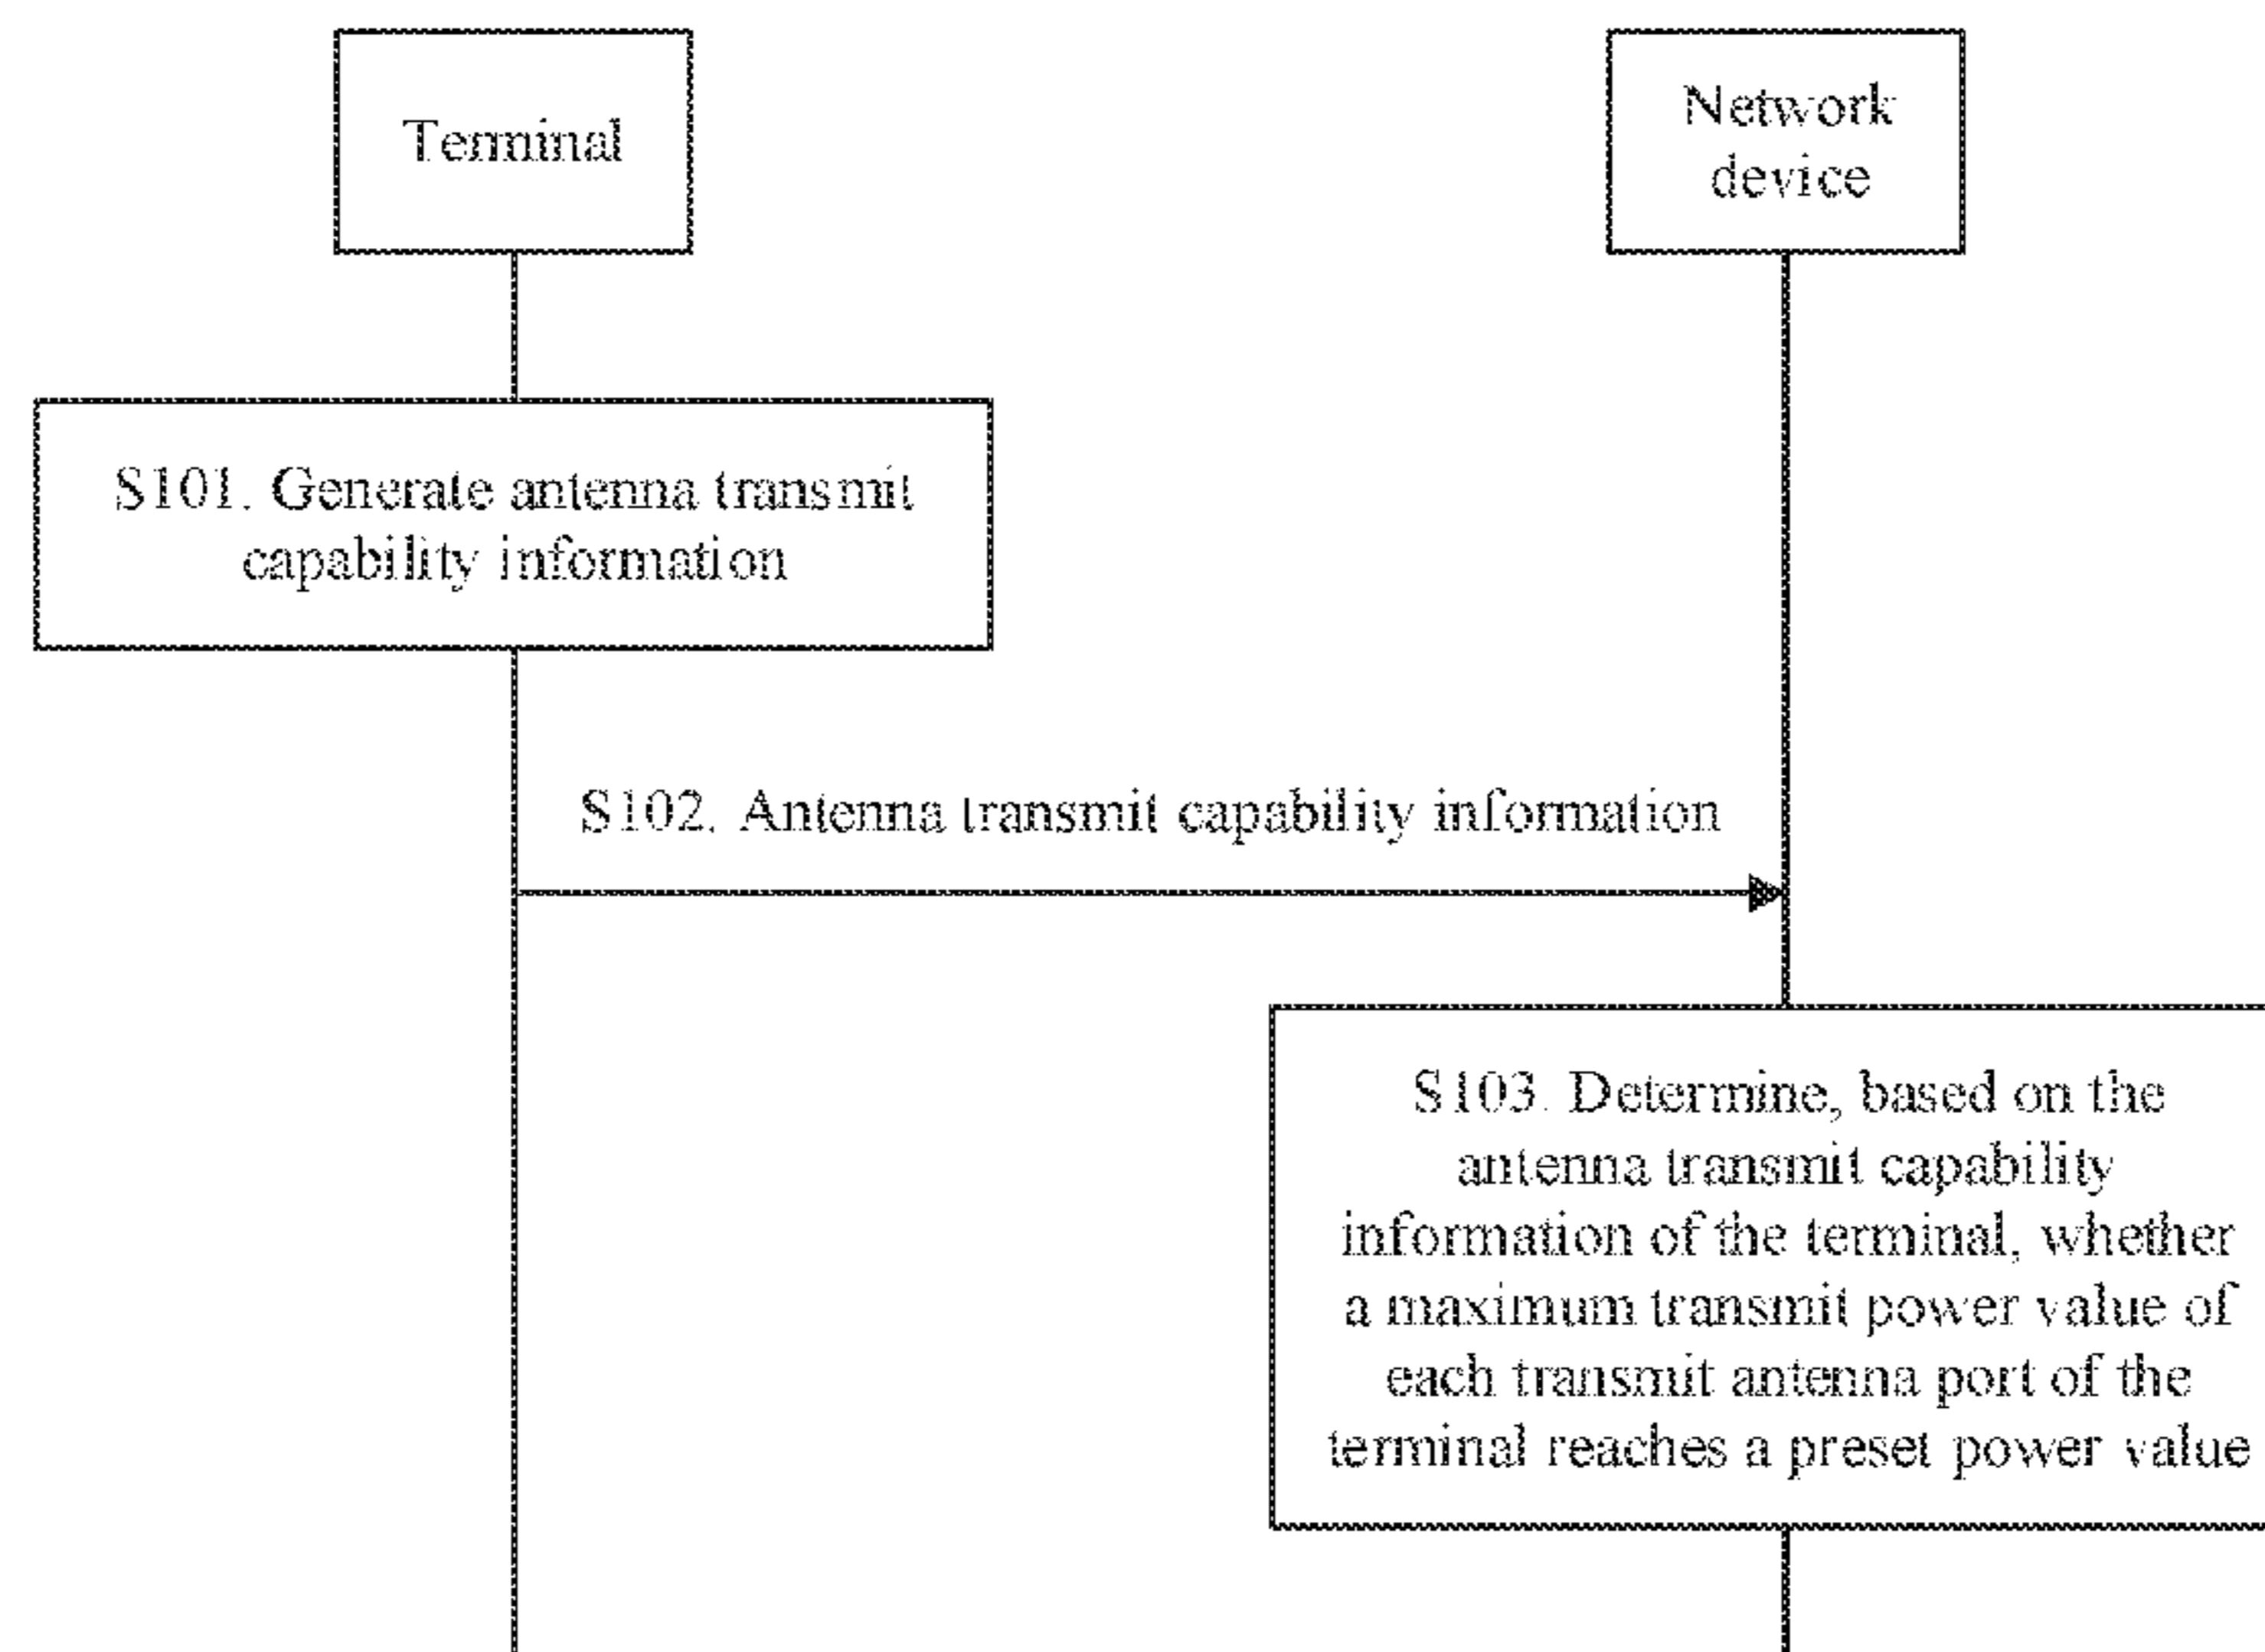 Terminal
Network
device
S101. Generate antenna transmit
capability information
S102. Antenna transmit capability information
S103. Determine, based on the
antenna transmit capability
information of the terminal, whether
a maximum transmit power value of
each transmit antenna port of the
terminal reaches a preset power value